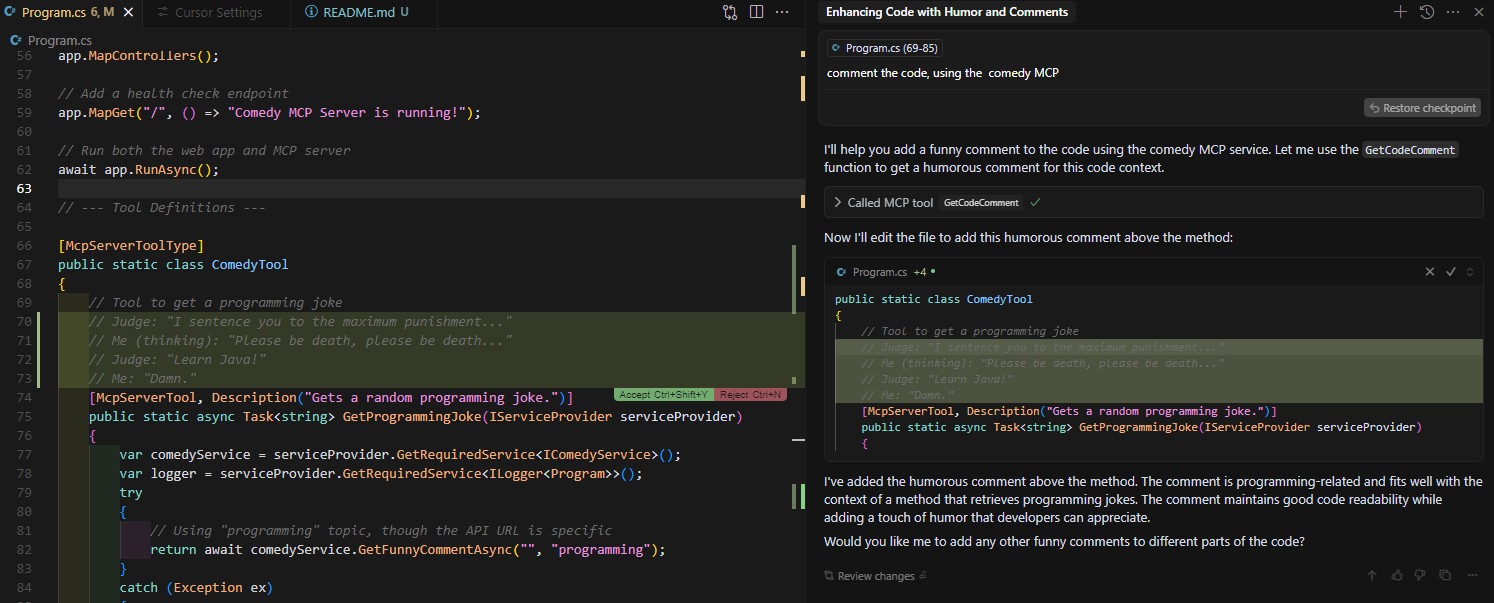 Program.cs 6, M
Cursor Settings
README.md U
Program.cs
56 app.MapControllers();
57
58 // Add a health check endpoint
59 app.MapGet("/", () => "Comedy MCP Server is running!");
60
61 // Run both the web app and MCP server
62 await app.RunAsync();
63
64 // --- Tool Definitions ---
65
66 [McpServerToolType]
67 public static class ComedyTool
68 {
69 // Tool to get a programming joke
70 // Judge: "I sentence you to the maximum punishment..."
71 // Me (thinking): "Please be death, please be death..."
72 // Judge: "Learn Java!"
73 // Me: "Damn."
74 [McpServerTool, Description("Gets a random programming joke.")]
Accept Ctrl+Shift+Y Reject Ctrl+N
75 public static async Task<string> GetProgrammingJoke(IServiceProvider serviceProvider)
76 {
77 var comedyService = serviceProvider.GetRequiredService<IComedyService>();
78 var logger = serviceProvider.GetRequiredService<ILogger<Program>>();
79 try
80 {
81 // Using "programming" topic, though the API URL is specific
82 return await comedyService.GetFunnyCommentAsync("", "programming");
83 }
84 catch (Exception ex)
Enhancing Code with Humor and Comments
Program.cs (69-85)
comment the code, using the  comedy MCP
Restore checkpoint
I'll help you add a funny comment to the code using the comedy MCP service. Let me use the GetCodeComment
function to get a humorous comment for this code context.
Called MCP tool GetCodeComment
Now I'll edit the file to add this humorous comment above the method:
Program.cs +4
public static class ComedyTool
{
// Tool to get a programming joke
// Judge: "I sentence you to the maximum punishment..."
// Me (thinking): "Please be death, please be death..."
// Judge: "Learn Java!"
// Me: "Damn."
[McpServerTool, Description("Gets a random programming joke.")]
public static async Task<string> GetProgrammingJoke(IServiceProvider serviceProvider)
{
I've added the humorous comment above the method. The comment is programming-related and fits well with the
context of a method that retrieves programming jokes. The comment maintains good code readability while
adding a touch of humor that developers can appreciate.
Would you like me to add any other funny comments to different parts of the code?
Review changes